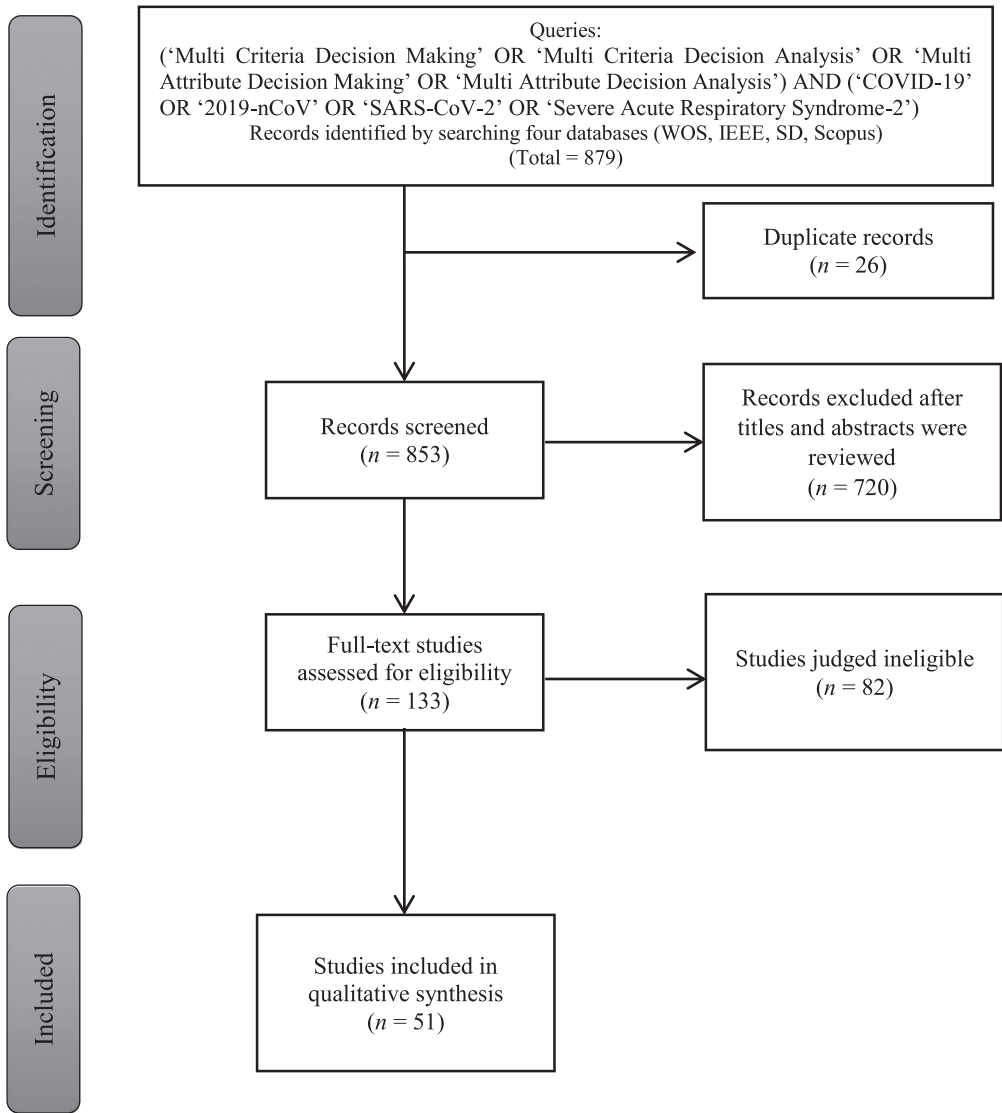 Identification
Queries:
(‘Multi Criteria Decision Making’ OR ‘Multi Criteria Decision Analysis’ OR ‘Multi
Attribute Decision Making’ OR ‘Multi Attribute Decision Analysis’) AND (‘COVID-19’
OR ‘2019-nCoV’ OR ‘SARS-CoV-2’ OR ‘Severe Acute Respiratory Syndrome-2’)
Records identified by searching four databases (WOS, IEEE, SD, Scopus)
(Total = 879)
Duplicate records
(n = 26)
Screening
Records screened
(n = 853)
Records excluded after
titles and abstracts were
reviewed
(n = 720)
Eligibility
Full-text studies
assessed for eligibility
(n = 133)
Studies judged ineligible
(n = 82)
Included
Studies included in
qualitative synthesis
(n = 51)